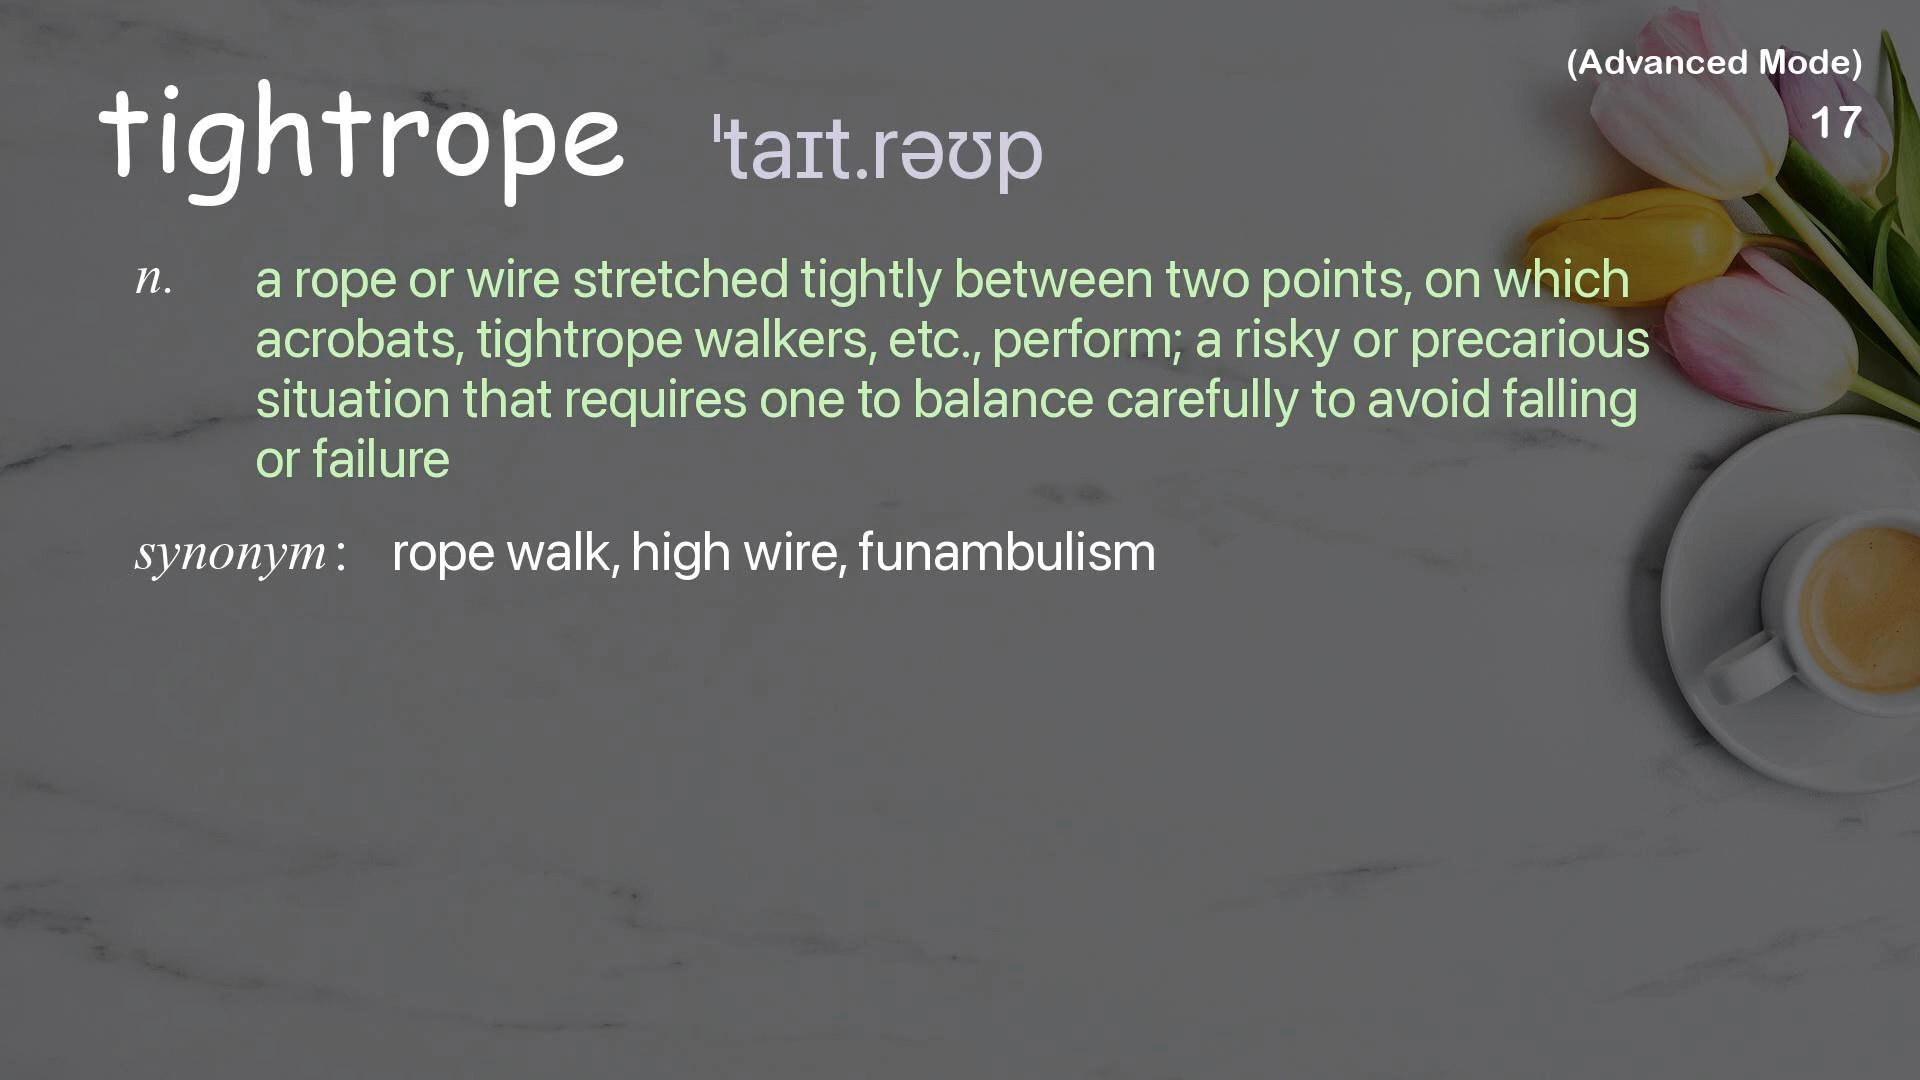 (Advanced Mode)
tightrope ˈtaɪt.rəʊp
17
n. a rope or wire stretched tightly between two points, on which
acrobats, tightrope walkers, etc., perform; a risky or precarious
situation that requires one to balance carefully to avoid falling
or failure
synonym : rope walk, high wire, funambulism